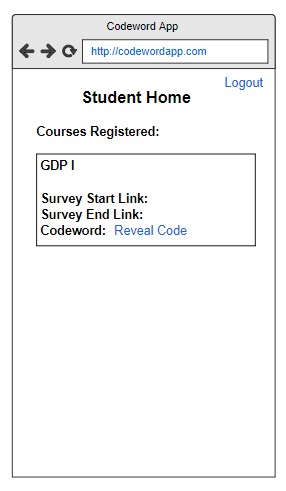 Codeword App
http://codewordapp.com
Logout
Student Home
Courses Registered:
GDP I
Survey Start Link:
Survey End Link:
Codeword: Reveal Code